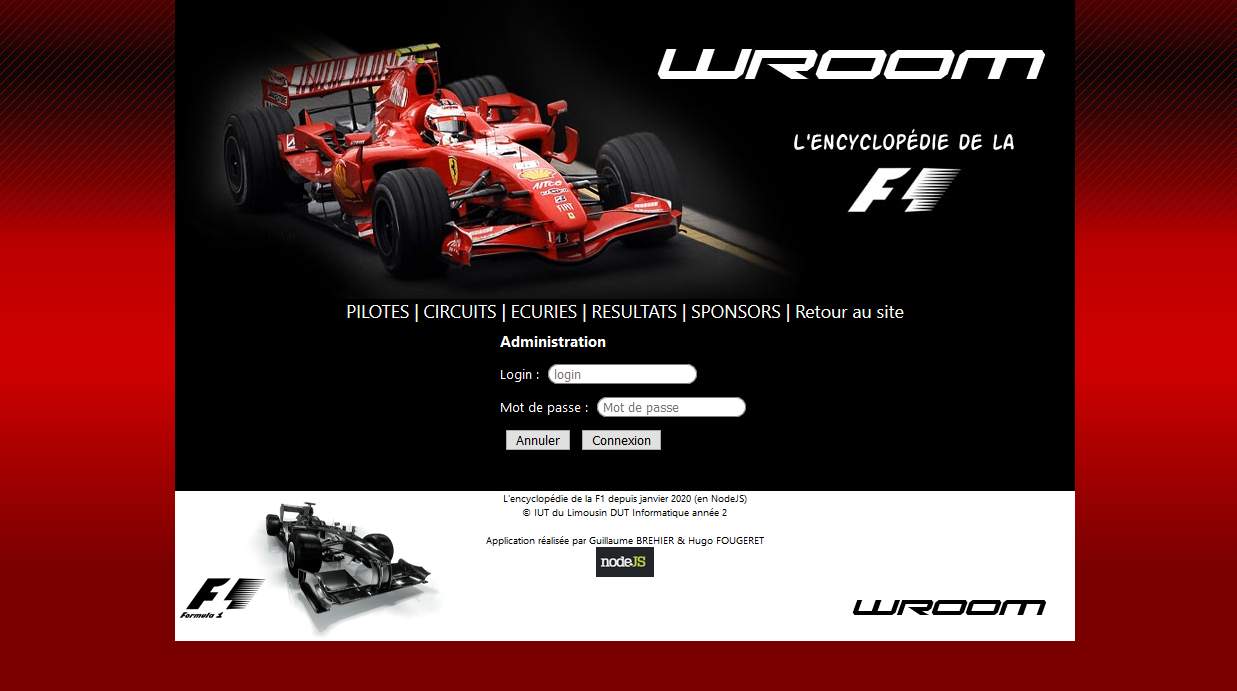 WROOM
L'ENCYCLOPÉDIE DE LA
F1
PILOTES | CIRCUITS | ECURIES | RESULTATS | SPONSORS | Retour au site
Administration
Login : login
Mot de passe : Mot de passe
Annuler Connexion
L'encyclopédie de la F1 depuis janvier 2020 (en NodeJS)
© IUT du Limousin DUT Informatique année 2
Application réalisée par Guillaume BREHIER & Hugo FOUGERET
nodeJS
F1
Formula 1
WROOM